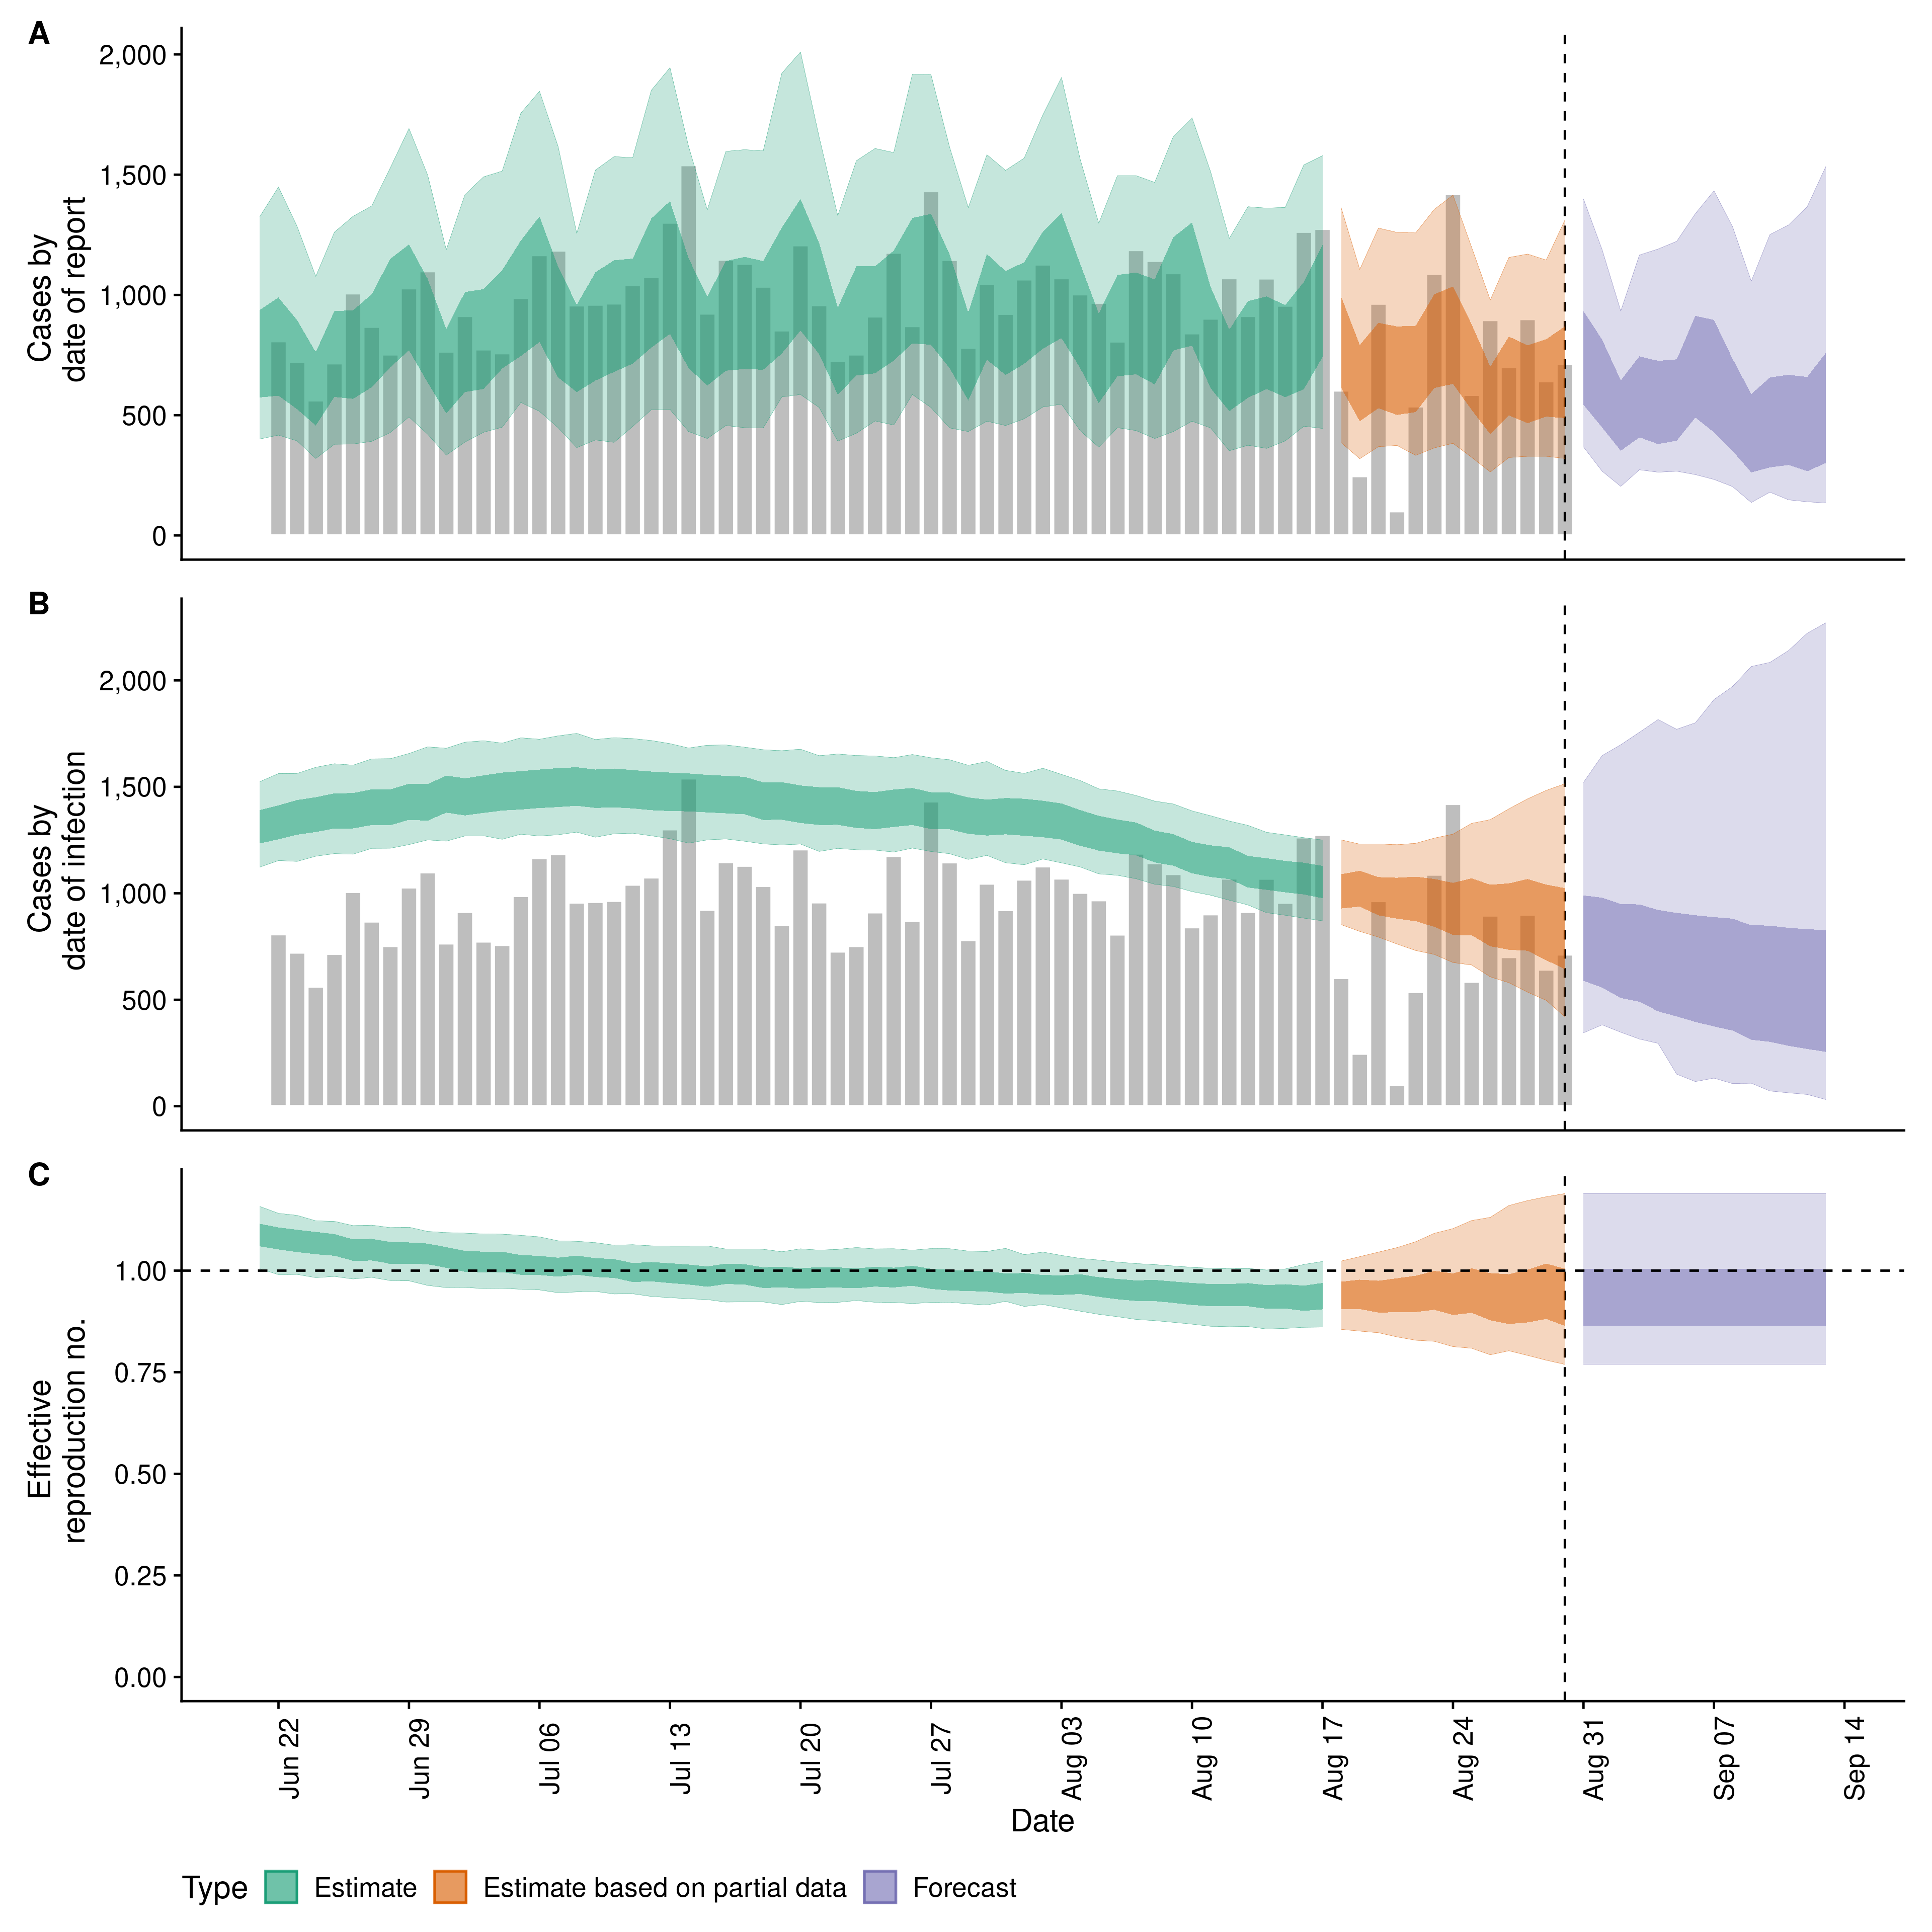 A
Cases by
date of report
2,000
1,500
1,000
500
0
B
Cases by
date of infection
2,000
1,500
1,000
500
0
C
Effective
reproduction no.
1.00
0.75
0.50
0.25
0.00
Jun 22
Jun 29
Jul 06
Jul 13
Jul 20
Jul 27
Aug 03
Aug 10
Aug 17
Aug 24
Aug 31
Sep 07
Sep 14
Date
Type Estimate Estimate based on partial data Forecast